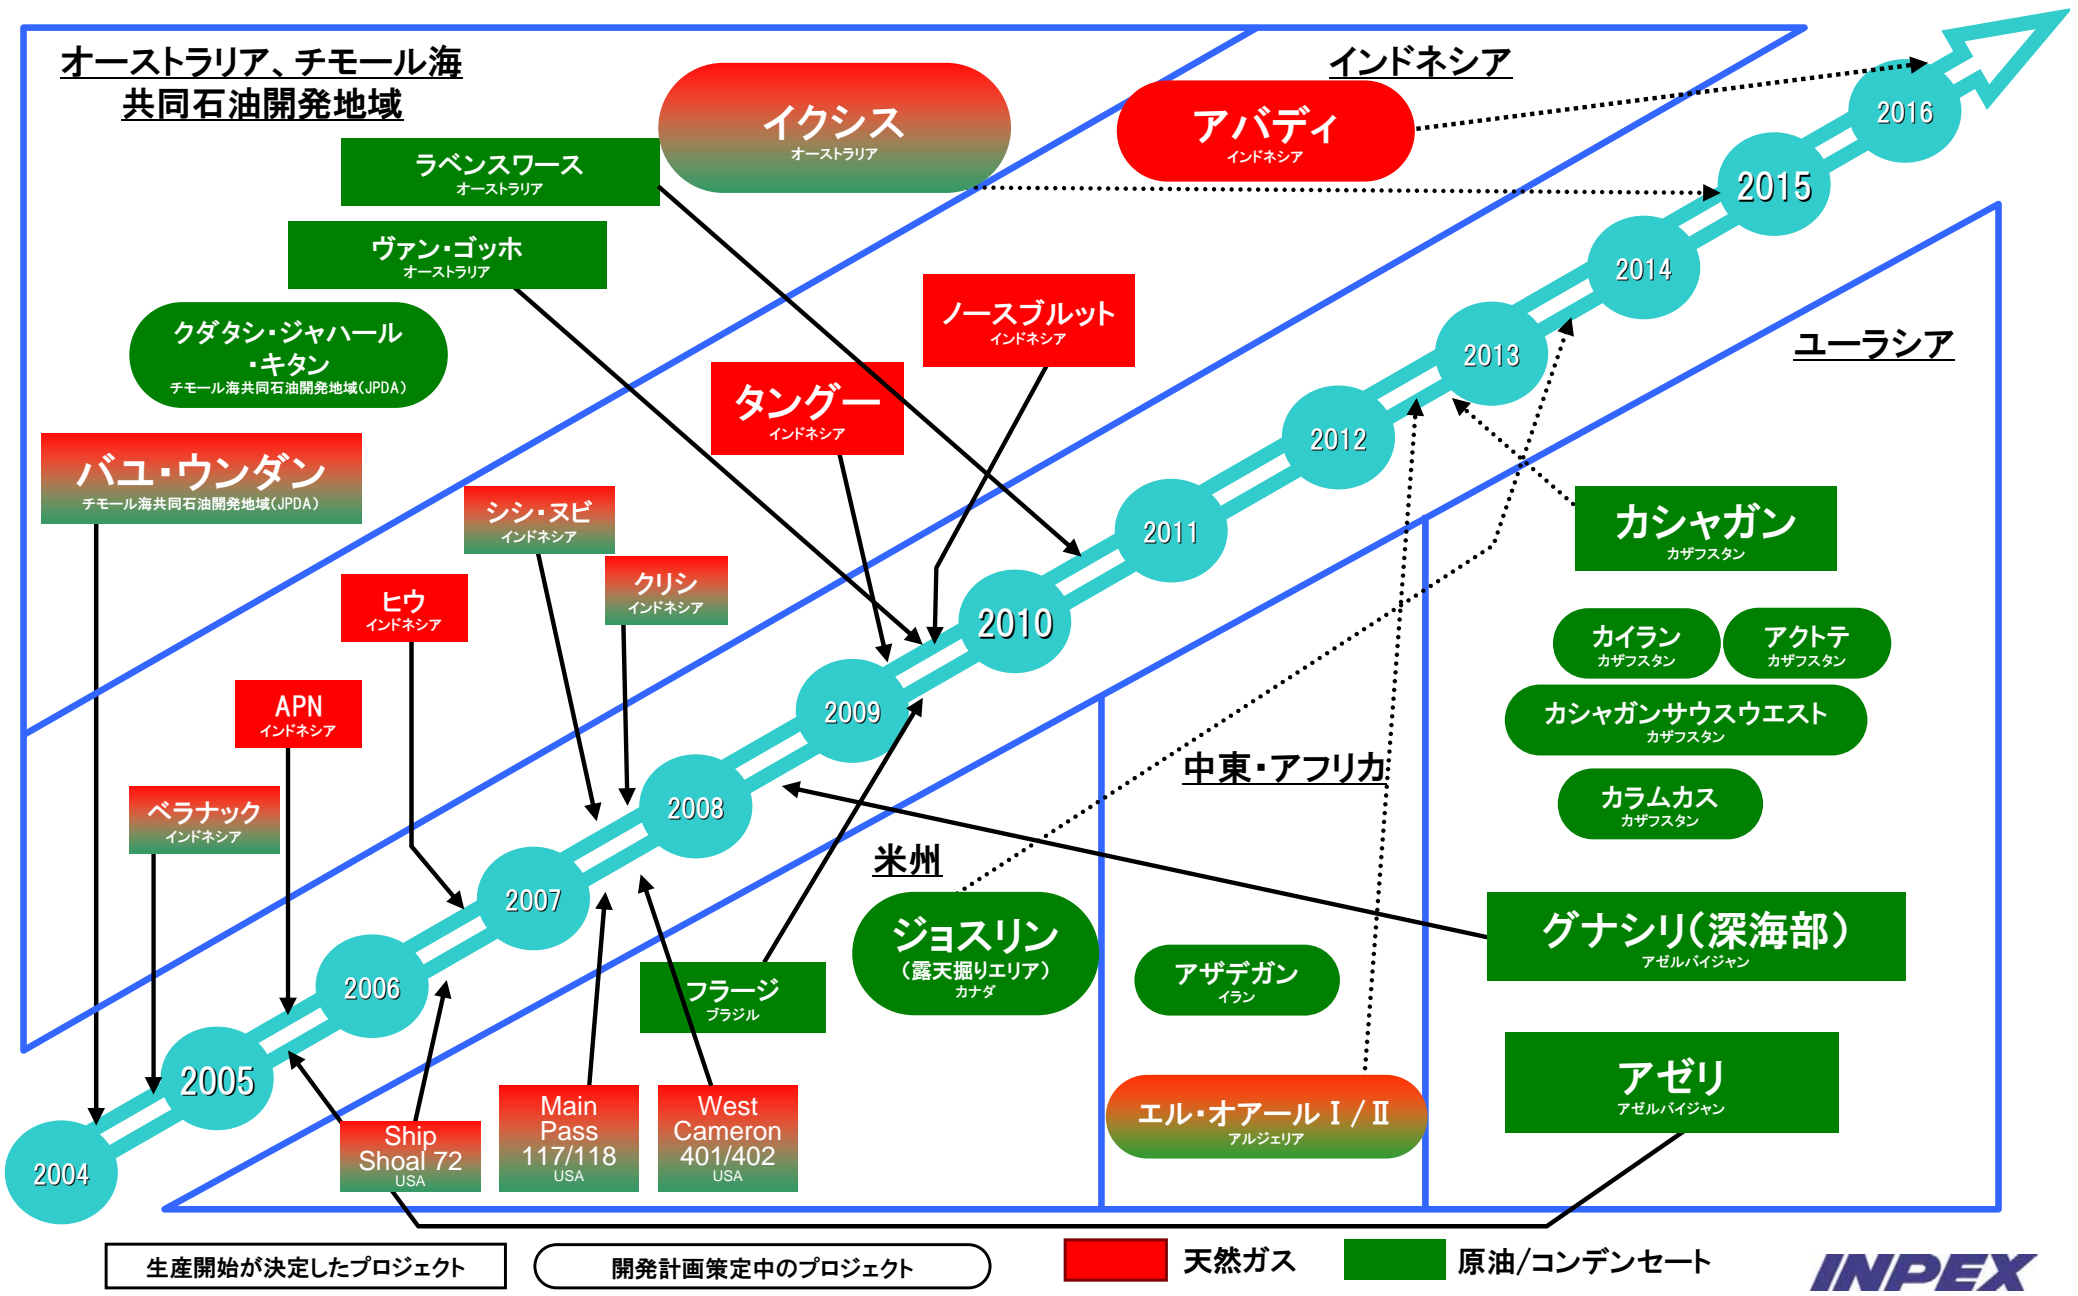 オーストラリア、チモール海
共同石油開発地域
インドネシア
イクシス
オーストラリア
アバディ
インドネシア
ラベンスワース
オーストラリア
ヴァン・ゴッホ
オーストラリア
クダタシ・ジャハール
・キタン
チモール海共同石油開発地域(JPDA)
ノースブルット
インドネシア
タングー
インドネシア
バユ・ウンダン
チモール海共同石油開発地域(JPDA)
シシ・ヌビ
インドネシア
クリシ
インドネシア
ヒウ
インドネシア
APN
インドネシア
ベラナック
インドネシア
2004
2005
2006
2007
2008
2009
2010
2011
2012
2013
2014
2015
2016
ユーラシア
カシャガン
カザフスタン
カイラン
カザフスタン
アクトテ
カザフスタン
カシャガンサウスウエスト
カザフスタン
カラムカス
カザフスタン
グナシリ(深海部)
アゼルバイジャン
アゼリ
アゼルバイジャン
中東・アフリカ
アザデガン
イラン
エル・オアールⅠ/Ⅱ
アルジェリア
米州
ジョスリン
(露天掘りエリア)
カナダ
フラージ
ブラジル
Ship
Shoal 72
USA
Main
Pass
117/118
USA
West
Cameron
401/402
USA
生産開始が決定したプロジェクト
開発計画策定中のプロジェクト
天然ガス
原油/コンデンセート
INPEX